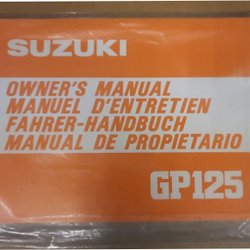 SUZUKI
OWNER'S MANUAL
MANUEL D'ENTRETIEN
FAHRER-HANDBUCH
MANUAL DE PROPIETARIO
GP125